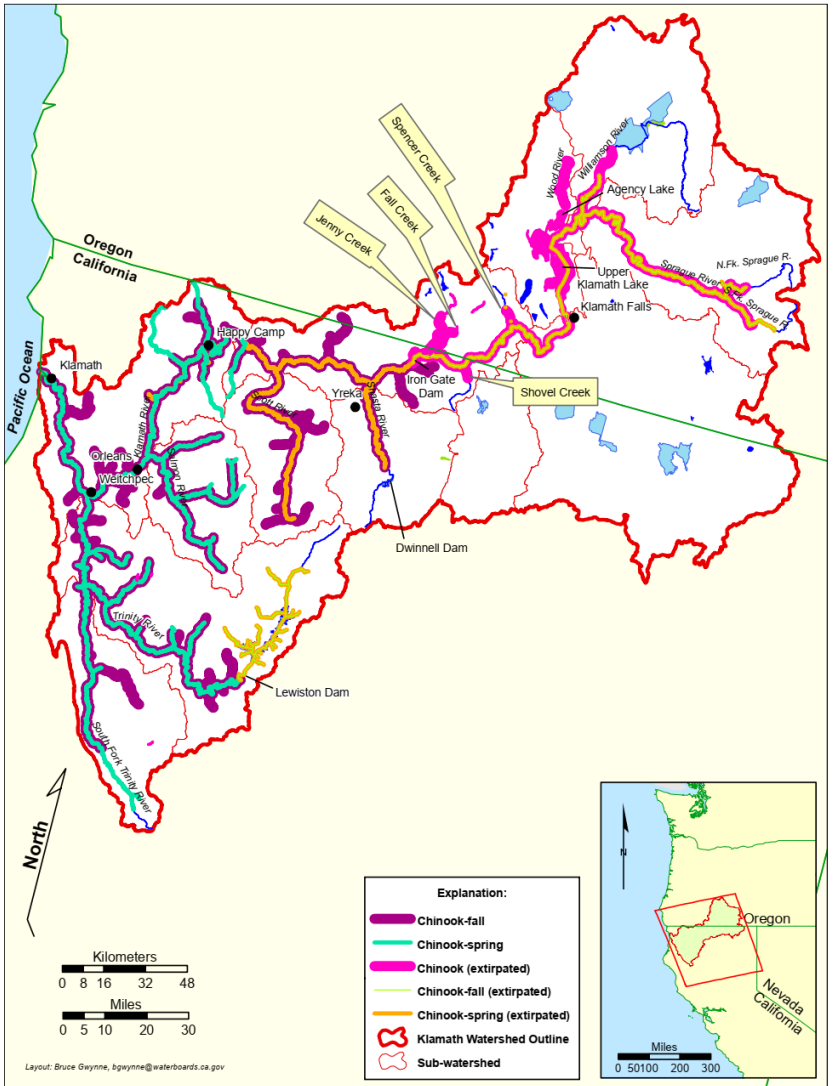 Spencer Creek
Fall Creek
Jenny Creek
Wood River
Williamson River
Agency Lake
Oregon
California
N.Fk. Sprague R.
Sprague River
S.Fk. Sprague R.
Upper
Klamath Lake
Klamath Falls
Pacific Ocean
Klamath
Happy Camp
Iron Gate
Dam
Shovel Creek
Yreka
Scott River
Shasta River
Klamath River
Orleans
Weitchpec
Salmon River
Dwinnell Dam
Trinity River
Lewiston Dam
South Fork Trinity River
North
Kilometers
0 8 16 32 48
Miles
0 5 10 20 30
Layout: Bruce Gwynne, bgwynne@waterboards.ca.gov
Explanation:
Chinook-fall
Chinook-spring
Chinook (extirpated)
Chinook-fall (extirpated)
Chinook-spring (extirpated)
Klamath Watershed Outline
Sub-watershed
N
Oregon
Nevada
California
Miles
0 50100 200 300